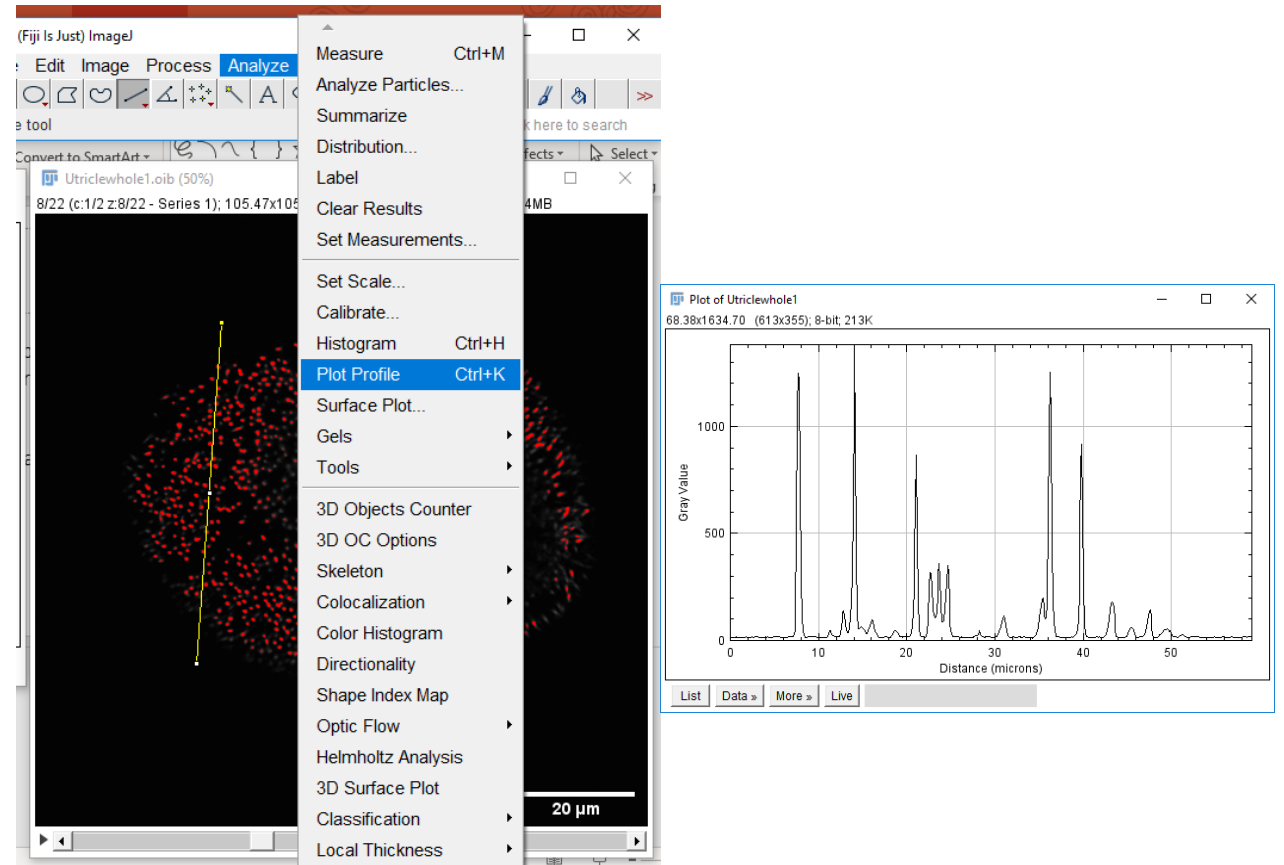 (Fiji Is Just) ImageJ
Edit Image Process Analyze
e tool
k here to search
Convert to SmartArt
fects
Select
Utriclewhole1.oib (50%)
8/22 (c:1/2 z:8/22 - Series 1); 105.47x105
4MB
Measure Ctrl+M
Analyze Particles...
Summarize
Distribution...
Label
Clear Results
Set Measurements...
Set Scale...
Calibrate...
Histogram Ctrl+H
Plot Profile Ctrl+K
Surface Plot...
Gels
Tools
3D Objects Counter
3D OC Options
Skeleton
Colocalization
Color Histogram
Directionality
Shape Index Map
Optic Flow
Helmholtz Analysis
3D Surface Plot
Classification
Local Thickness
20 µm
Plot of Utriclewhole1
68.38x1634.70 (613x355); 8-bit; 213K
1000
500
0
Gray Value
0 10 20 30 40 50
Distance (microns)
List Data » More » Live